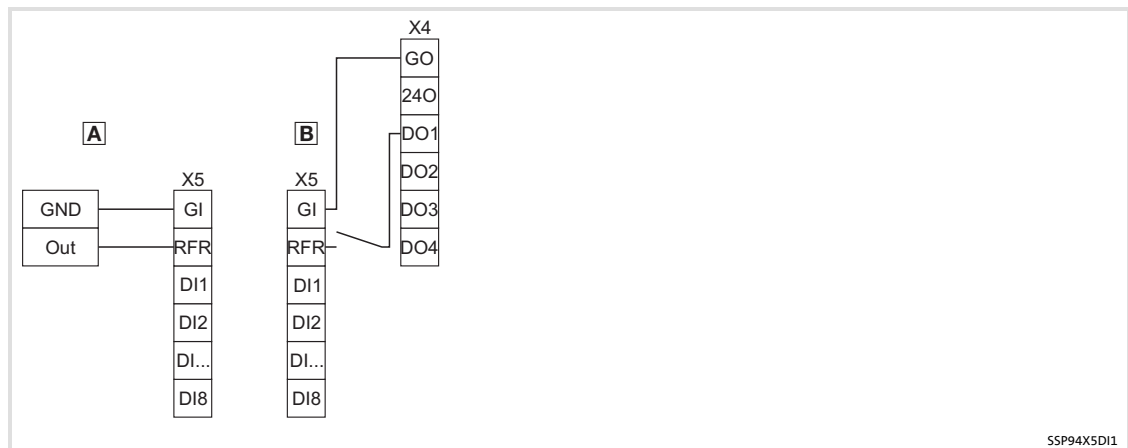 X4
GO
24O
DO1
DO2
DO3
DO4
A
X5
GND
Out
GI
RFR
DI1
DI2
DI...
DI8
B
X5
GI
RFR
DI1
DI2
DI...
DI8
SSP94X5DI1